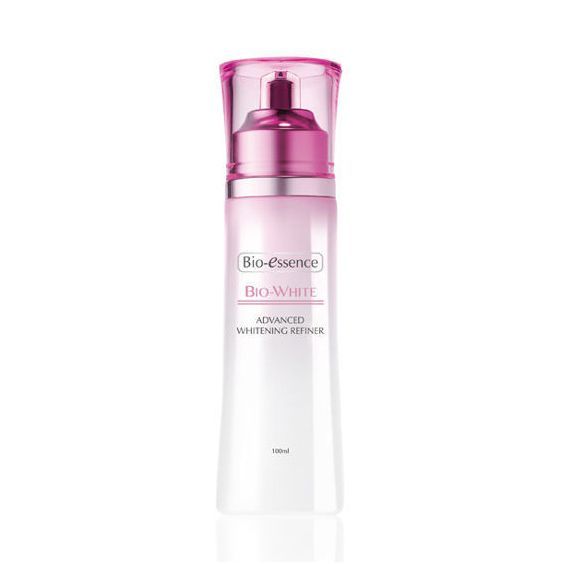 Bio-essence
BIO-WHITE
ADVANCED
WHITENING REFINER
100ml